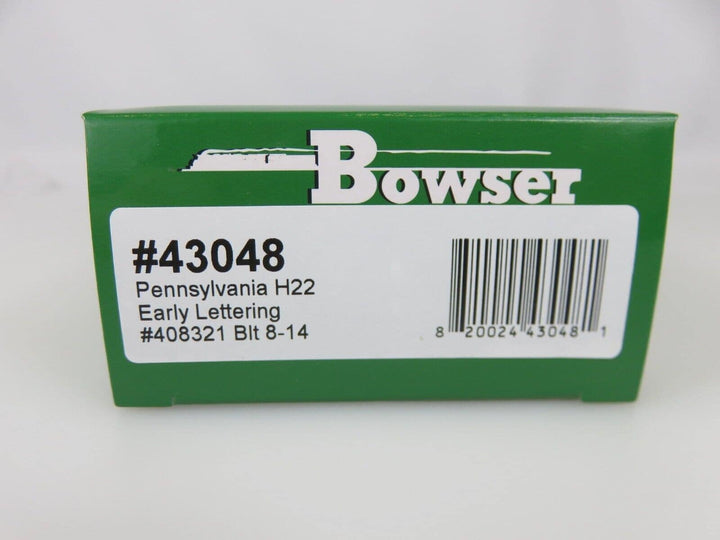 Bowser
#43048
Pennsylvania H22
Early Lettering
#408321 Blt 8-14
8 20024 43048 1